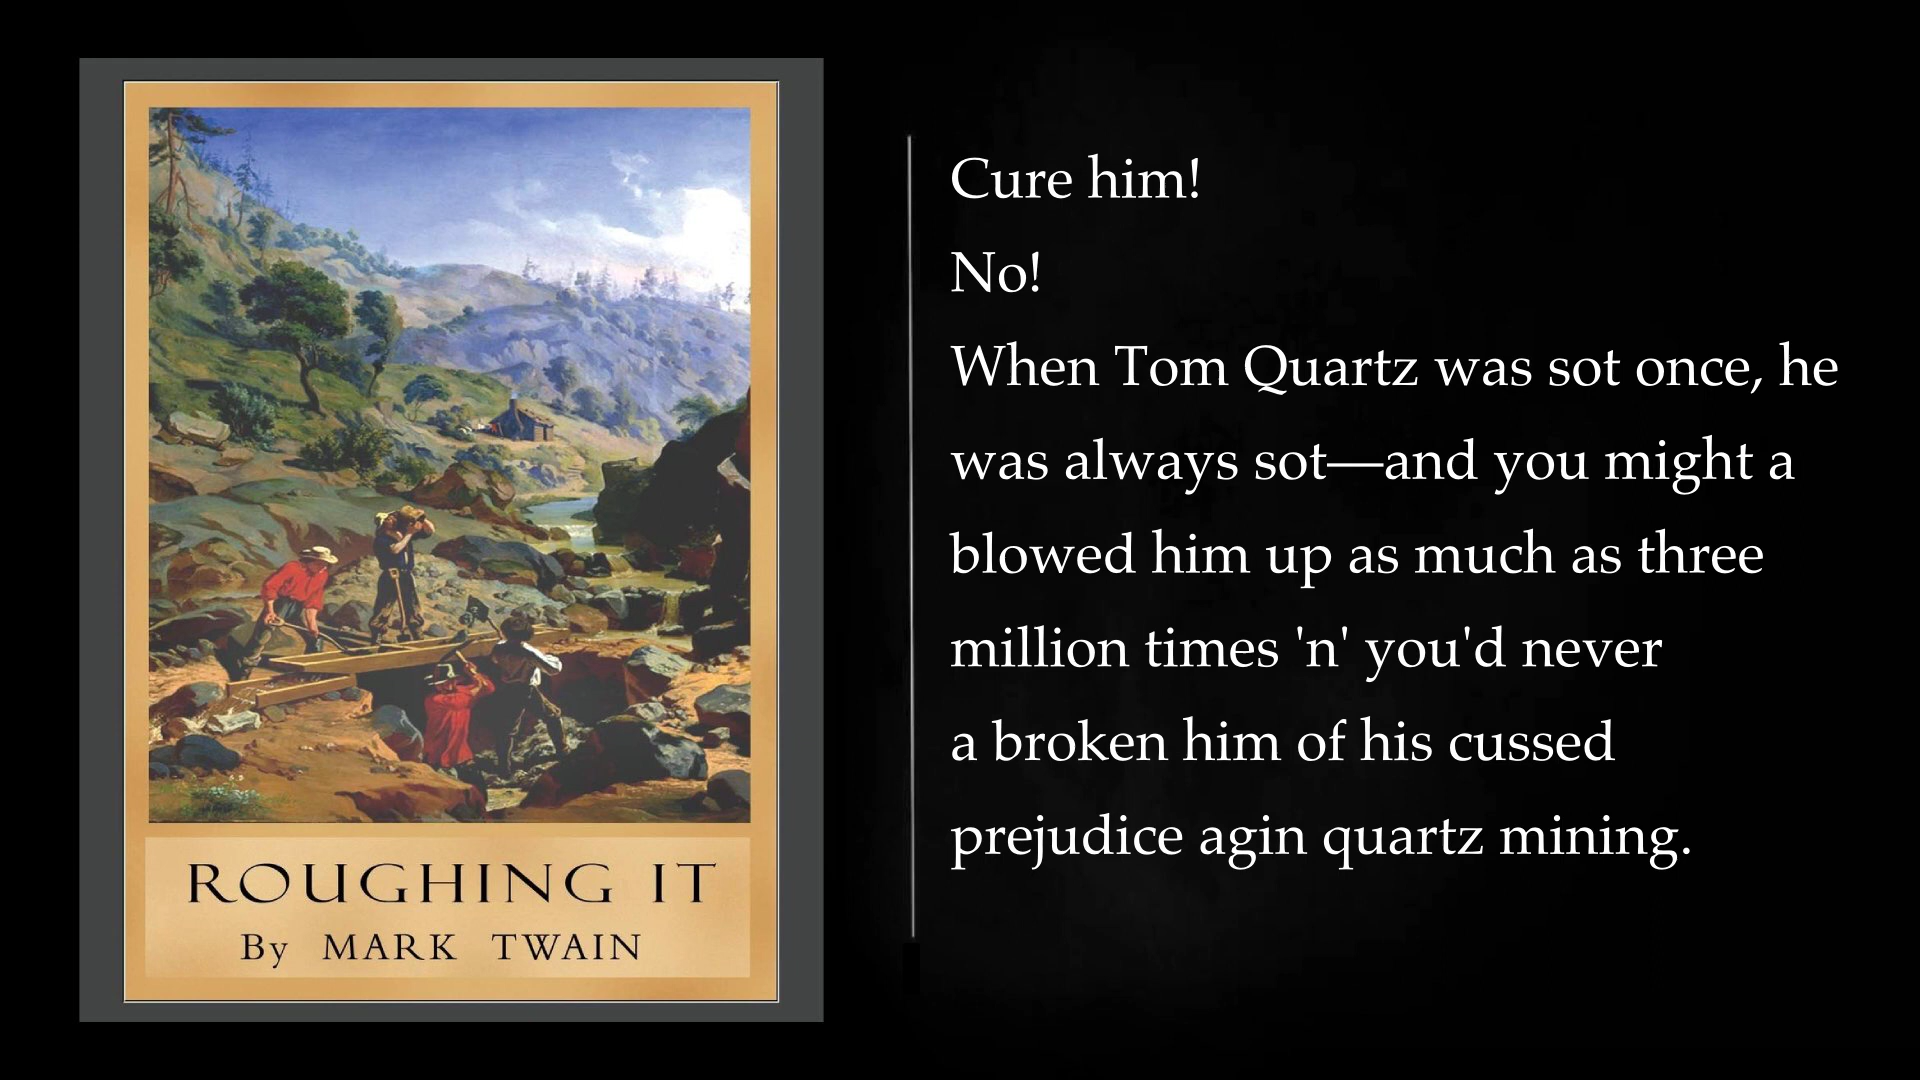 ROUGHING IT
By MARK TWAIN
Cure him!
No!
When Tom Quartz was sot once, he
was always sot—and you might a
blowed him up as much as three
million times 'n' you'd never
a broken him of his cussed
prejudice agin quartz mining.